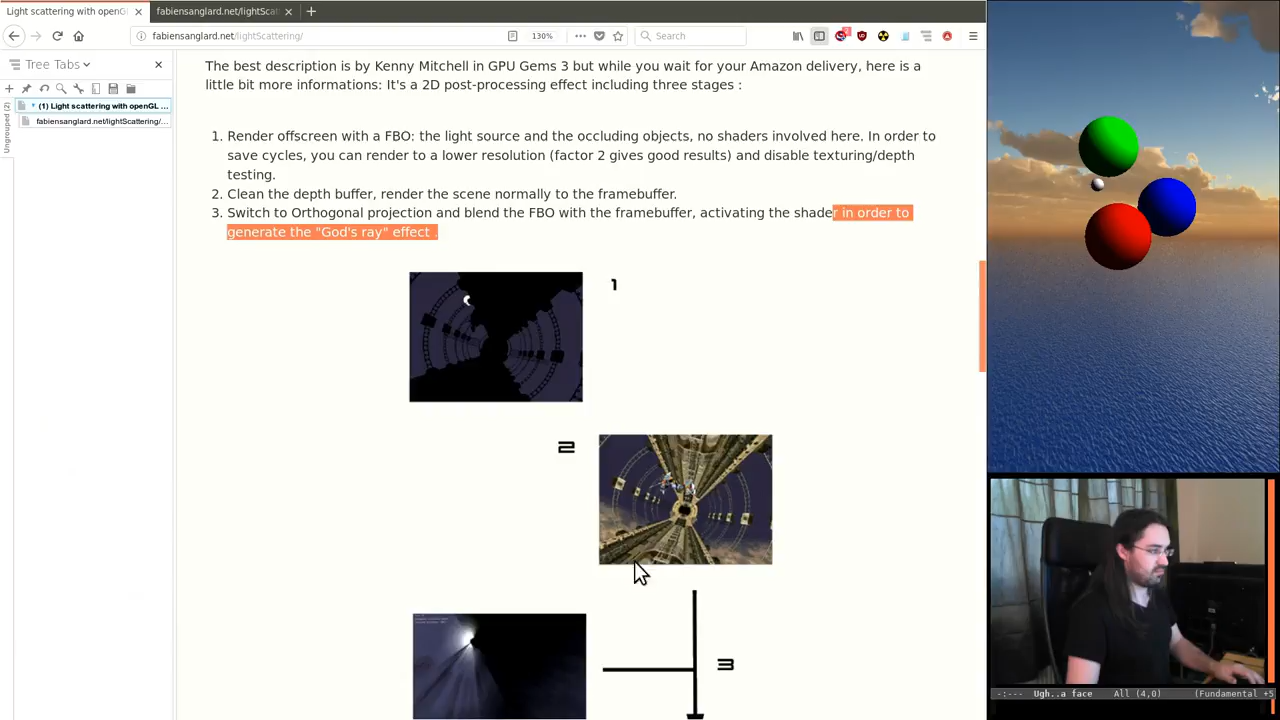 Light scattering with openGL
fabiensanglard.net/lightScat
fabiensanglard.net/lightScattering/
130%
Search
Tree Tabs
(1) Light scattering with openGL ...
fabiensanglard.net/lightScattering/...
Ungrouped (2)
The best description is by Kenny Mitchell in GPU Gems 3 but while you wait for your Amazon delivery, here is a
little bit more informations: It's a 2D post-processing effect including three stages :
1. Render offscreen with a FBO: the light source and the occluding objects, no shaders involved here. In order to
save cycles, you can render to a lower resolution (factor 2 gives good results) and disable texturing/depth
testing.
2. Clean the depth buffer, render the scene normally to the framebuffer.
3. Switch to Orthogonal projection and blend the FBO with the framebuffer, activating the shader in order to
generate the "God's ray" effect .
1
2
3
-:--- Ugh..a face All (4,0) (Fundamental +5